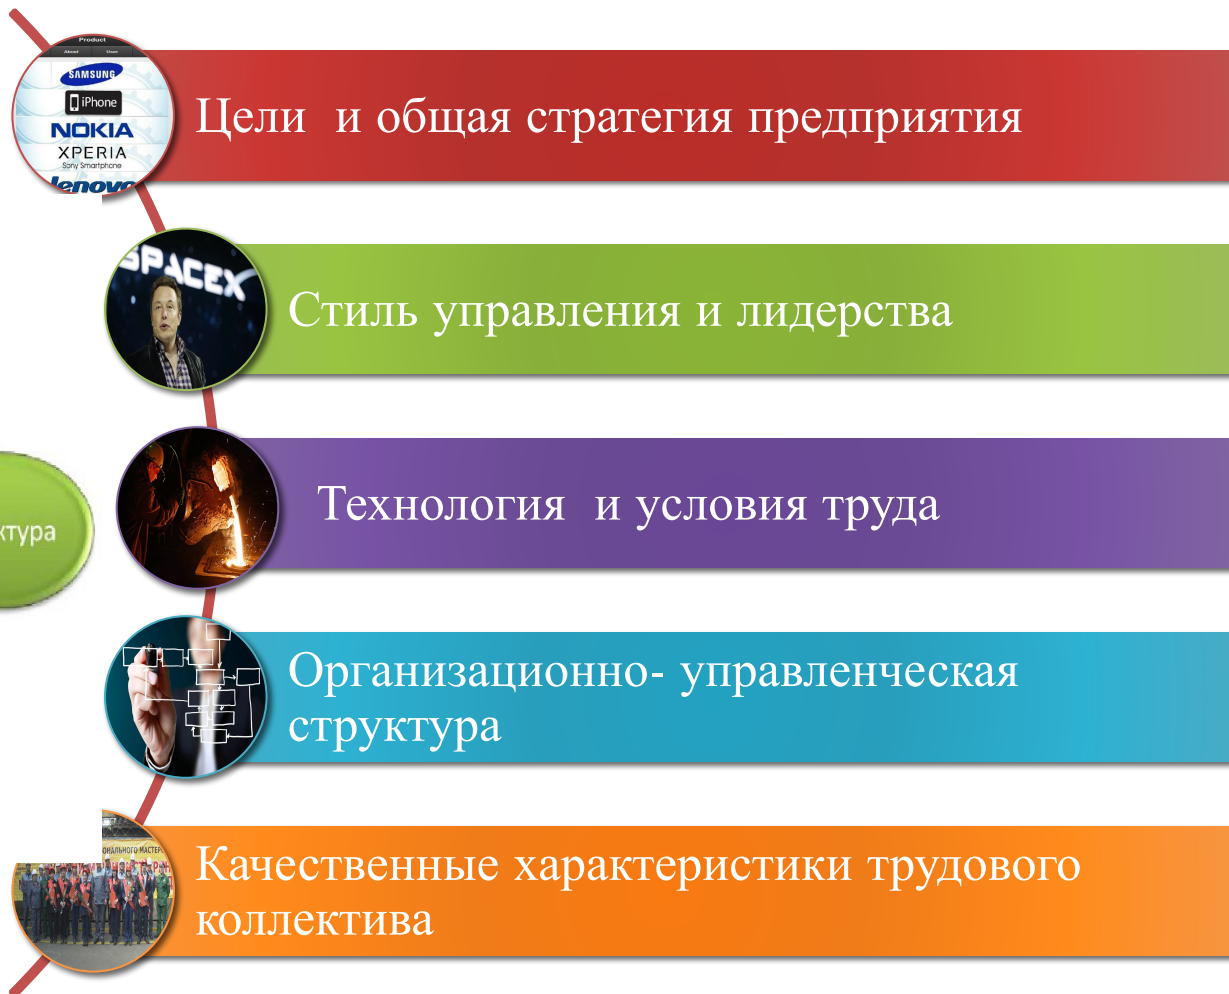 Product
About
User
SAMSUNG
iPhone
NOKIA
XPERIA
Sony Smartphone
lenovo
Цели и общая стратегия предприятия
SPACEX
Стиль управления и лидерства
Технология и условия труда
ктура
Организационно- управленческая
структура
Качественные характеристики трудового
коллектива